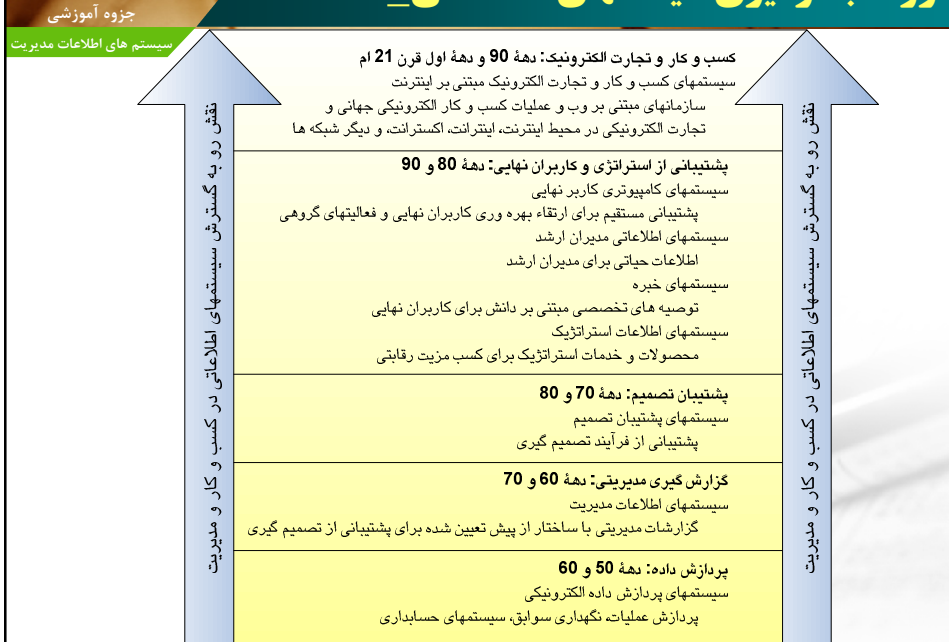 جزوه آموزشی
سیستم های اطلاعات مدیریت
کسب و کار و تجارت الکترونیک: دهۀ 90 و دهۀ اول قرن 21 ام
سیستمهای کسب و کار و تجارت الکترونیک مبتنی بر اینترنت
سازمانهای مبتنی بر وب و عملیات کسب و کار الکترونیکی جهانی و
تجارت الکترونیکی در محیط اینترنت، اینترانت، اکسترانت، و دیگر شبکه ها
پشتیبانی از استراتژی و کاربران نهایی: دهۀ 80 و 90
سیستمهای کامپیوتری کاربر نهایی
پشتیبانی مستقیم برای ارتقاء بهره وری کاربران نهایی و فعالیتهای گروهی
سیستمهای اطلاعاتی مدیران ارشد
اطلاعات حیاتی برای مدیران ارشد
سیستمهای خبره
توصیه های تخصصی مبتنی بر دانش برای کاربران نهایی
سیستمهای اطلاعات استراتژیک
محصولات و خدمات استراتژیک برای کسب مزیت رقابتی
پشتیبان تصمیم: دهۀ 70 و 80
سیستمهای پشتیبان تصمیم
پشتیبانی از فرآیند تصمیم گیری
گزارش گیری مدیریتی: دهۀ 60 و 70
سیستمهای اطلاعات مدیریت
گزارشات مدیریتی با ساختار از پیش تعیین شده برای پشتیبانی از تصمیم گیری
پردازش داده: دهۀ 50 و 60
سیستمهای پردازش داده الکترونیکی
پردازش عملیات، نگهداری سوابق، سیستمهای حسابداری
نقش رو به گسترش سیستمهای اطلاعاتی در کسب و کار و مدیریت
نقش رو به گسترش سیستمهای اطلاعاتی در کسب و کار و مدیریت